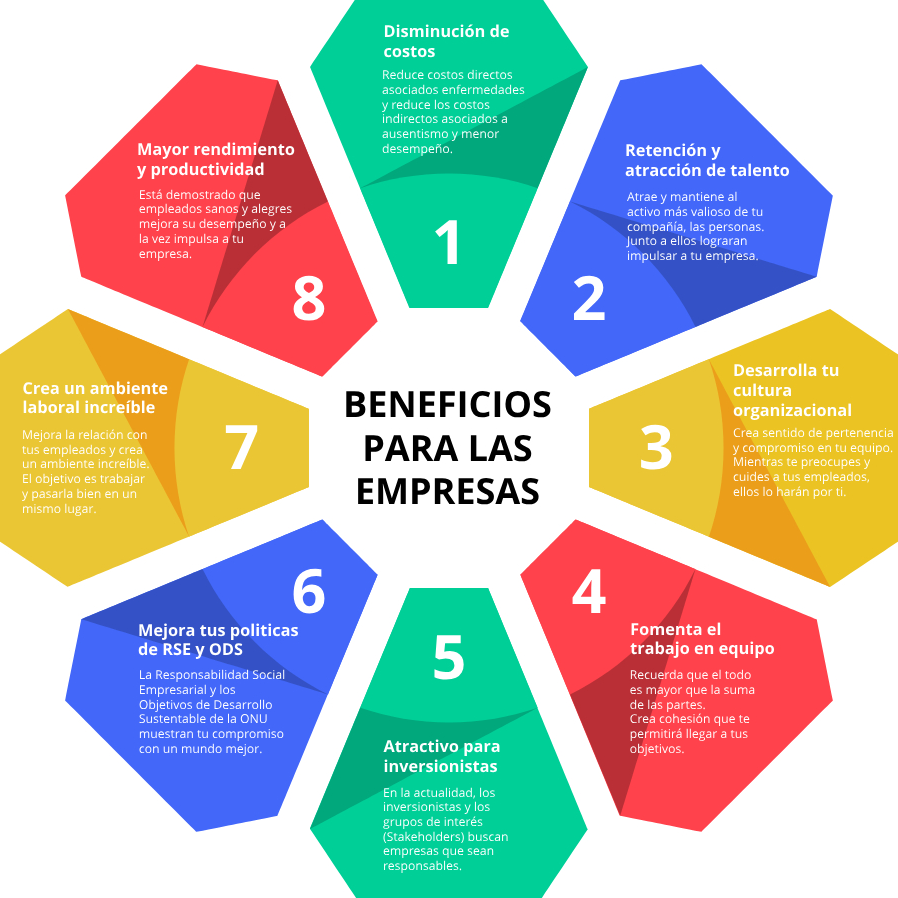 BENEFICIOS
PARA LAS
EMPRESAS
Disminución de
costos
Reduce costos directos
asociados enfermedades
y reduce los costos
indirectos asociados a
ausentismo y menor
desempeño.
1
Retención y
atracción de talento
Atrae y mantiene al
activo más valioso de tu
compañía, las personas.
Junto a ellos lograran
impulsar a tu empresa.
2
Desarrolla tu
cultura
organizacional
Crea sentido de pertenencia
y compromiso en tu equipo.
Mientras te preocupes y
cuides a tus empleados,
ellos lo harán por ti.
3
4
Fomenta el
trabajo en equipo
Recuerda que el todo
es mayor que la suma
de las partes.
Crea cohesión que te
permitirá llegar a tus
objetivos.
5
Atractivo para
inversionistas
En la actualidad, los
inversionistas y los
grupos de interés
(Stakeholders) buscan
empresas que sean
responsables.
6
Mejora tus politicas
de RSE y ODS
La Responsabilidad Social
Empresarial y los
Objetivos de Desarrollo
Sustentable de la ONU
muestran tu compromiso
con un mundo mejor.
Crea un ambiente
laboral increíble
Mejora la relación con
tus empleados y crea
un ambiente increíble.
El objetivo es trabajar
y pasarla bien en un
mismo lugar.
7
Mayor rendimiento
y productividad
Está demostrado que
empleados sanos y alegres
mejora su desempeño y a
la vez impulsa a tu
empresa.
8